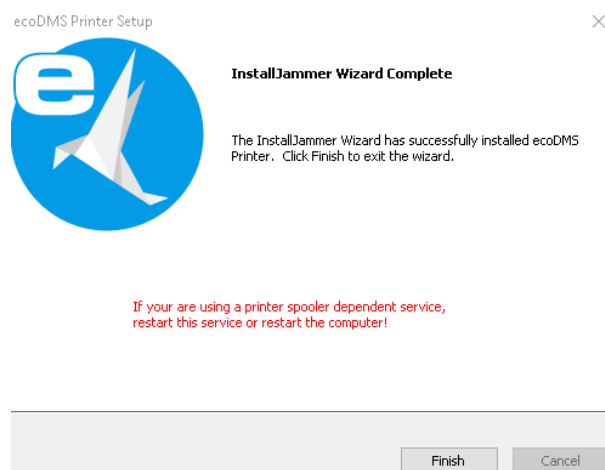 ecoDMS Printer Setup
e
InstallJammer Wizard Complete
The InstallJammer Wizard has successfully installed ecoDMS
Printer. Click Finish to exit the wizard.
If your are using a printer spooler dependent service,
restart this service or restart the computer!
Finish
Cancel